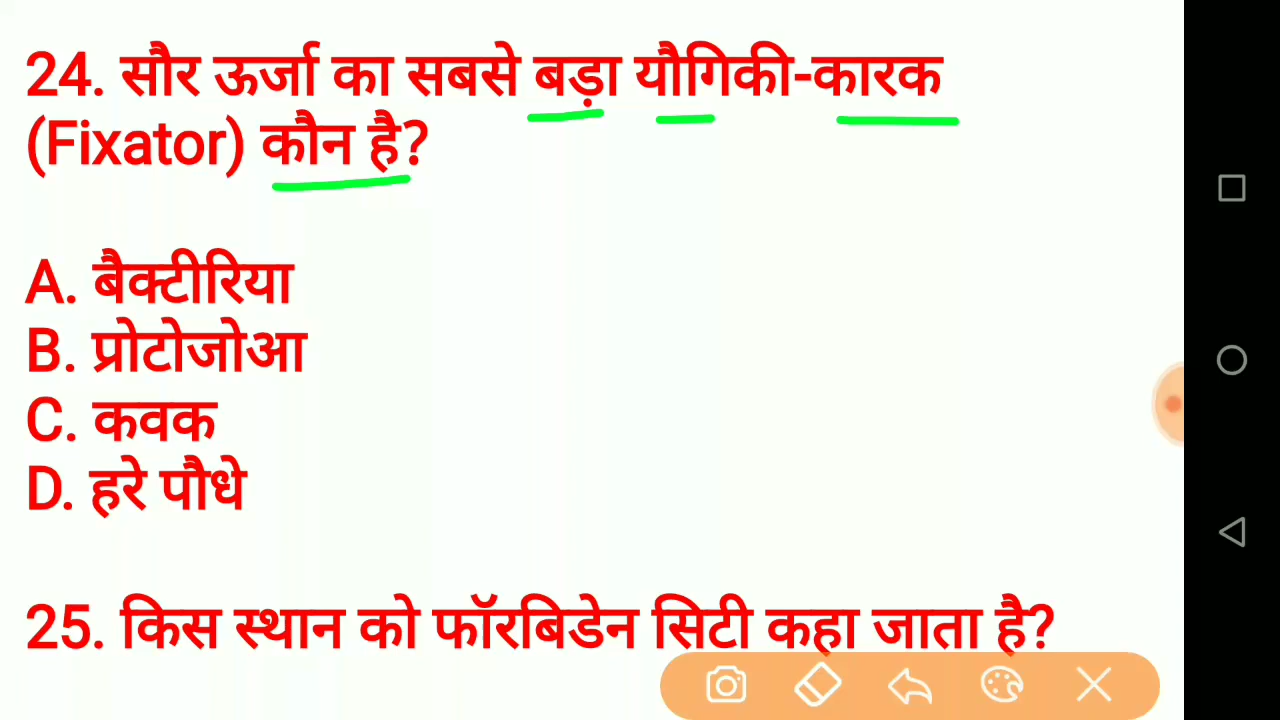 24. सौर ऊर्जा का सबसे बड़ा यौगिकी-कारक
(Fixator) कौन है?
A. बैक्टीरिया
B. प्रोटोजोआ
C. कवक
D. हरे पौधे
25. किस स्थान को फॉरबिडेन सिटी कहा जाता है?